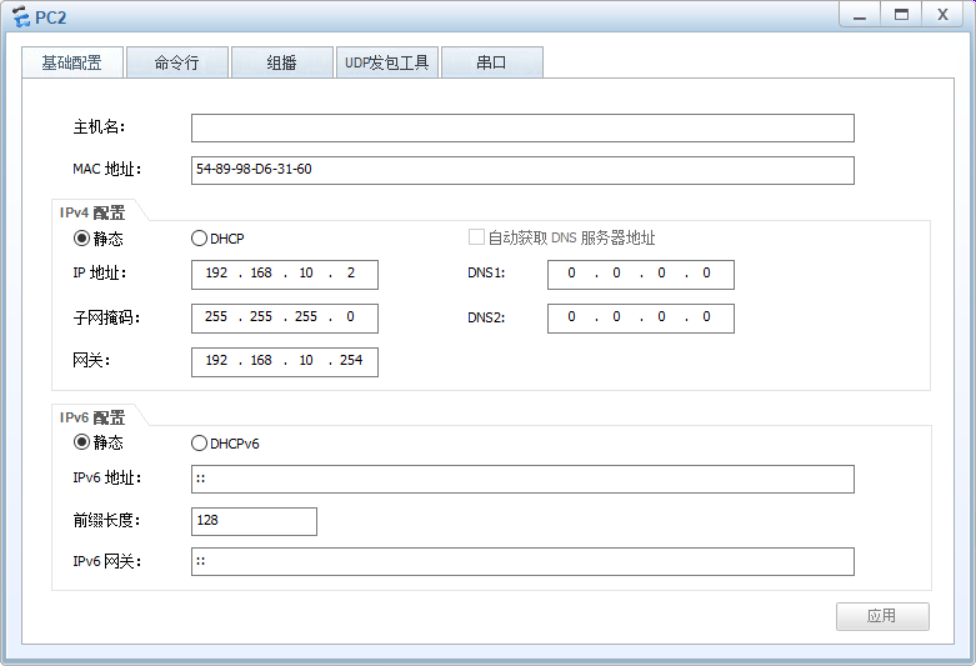 PC2
基础配置 命令行 组播 UDP发包工具 串口
主机名:
MAC 地址: 54-89-98-D6-31-60
IPv4 配置
静态 DHCP 自动获取 DNS 服务器地址
IP 地址: 192 . 168 . 10 . 2 DNS1: 0 . 0 . 0 . 0
子网掩码: 255 . 255 . 255 . 0 DNS2: 0 . 0 . 0 . 0
网关: 192 . 168 . 10 . 254
IPv6 配置
静态 DHCPv6
IPv6 地址: ::
前缀长度: 128
IPv6 网关: ::
应用